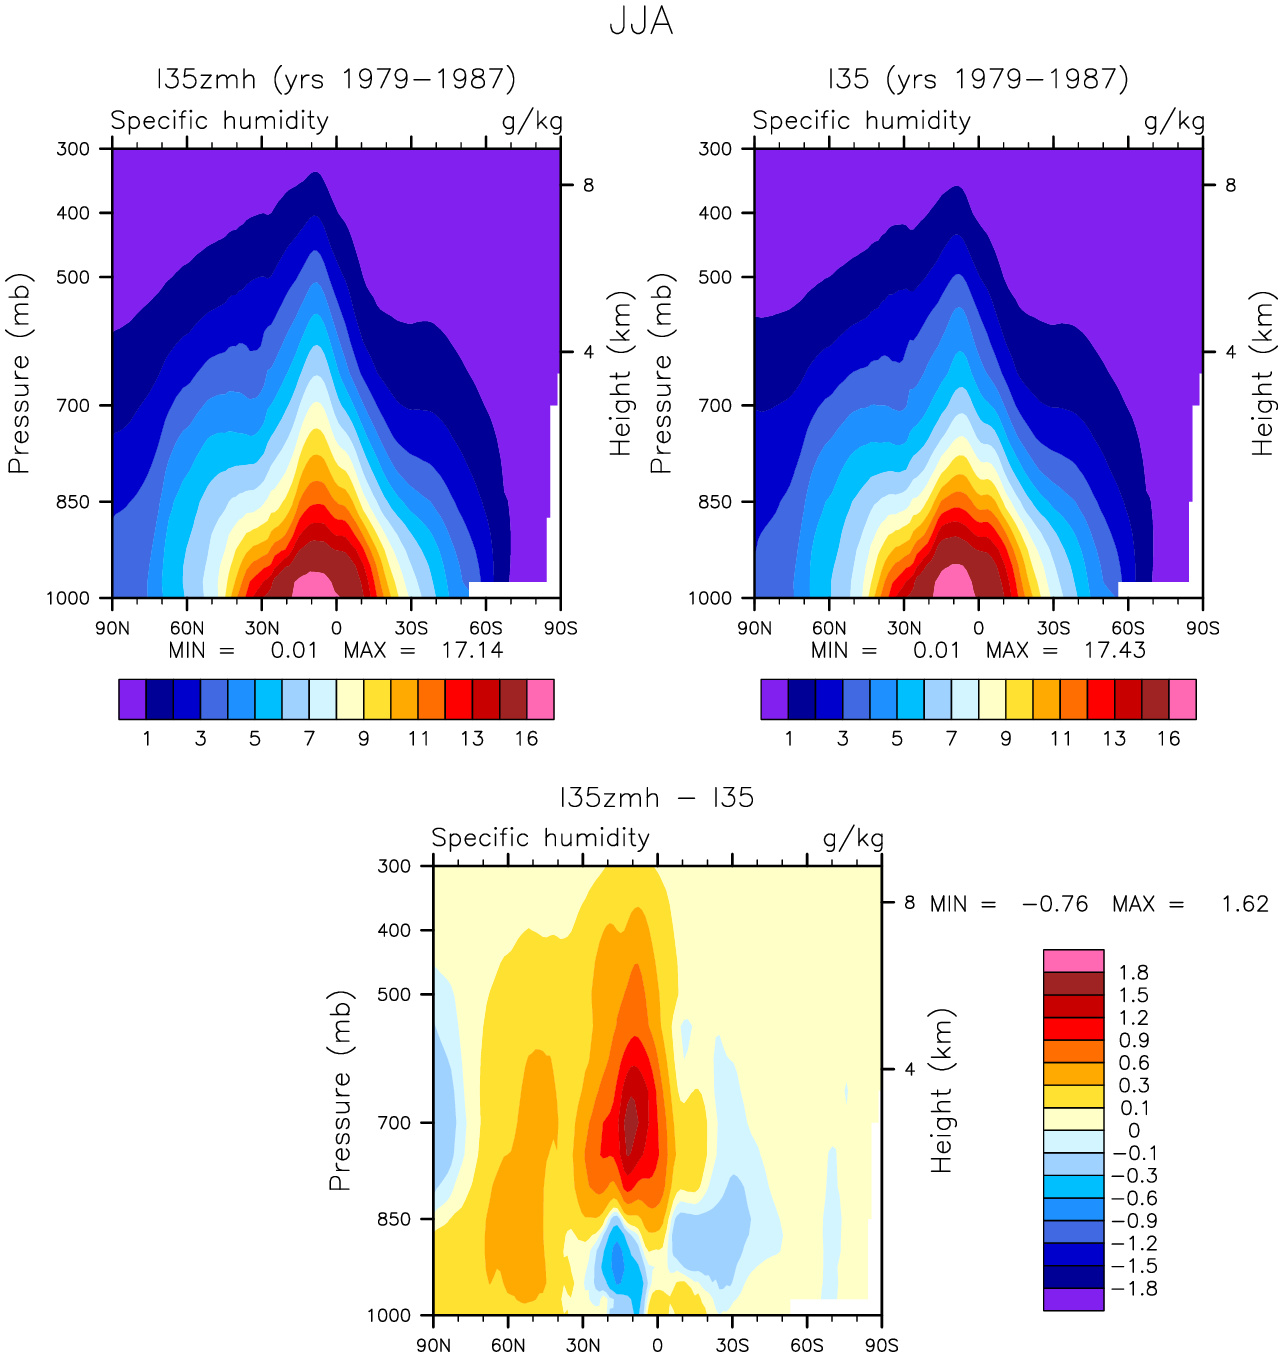 JJA
I35zmh (yrs 1979-1987)
Specific humidity g/kg
300
400
500
700
850
1000
Pressure (mb)
8
4
Height (km)
90N 60N 30N 0 30S 60S 90S
MIN = 0.01 MAX = 17.14
1 3 5 7 9 11 13 16
I35 (yrs 1979-1987)
Specific humidity g/kg
300
400
500
700
850
1000
Pressure (mb)
8
4
Height (km)
90N 60N 30N 0 30S 60S 90S
MIN = 0.01 MAX = 17.43
1 3 5 7 9 11 13 16
I35zmh - I35
Specific humidity g/kg
300
400
500
700
850
1000
Pressure (mb)
8
4
Height (km)
90N 60N 30N 0 30S 60S 90S
MIN = -0.76 MAX = 1.62
1.8
1.5
1.2
0.9
0.6
0.3
0.1
0
-0.1
-0.3
-0.6
-0.9
-1.2
-1.5
-1.8